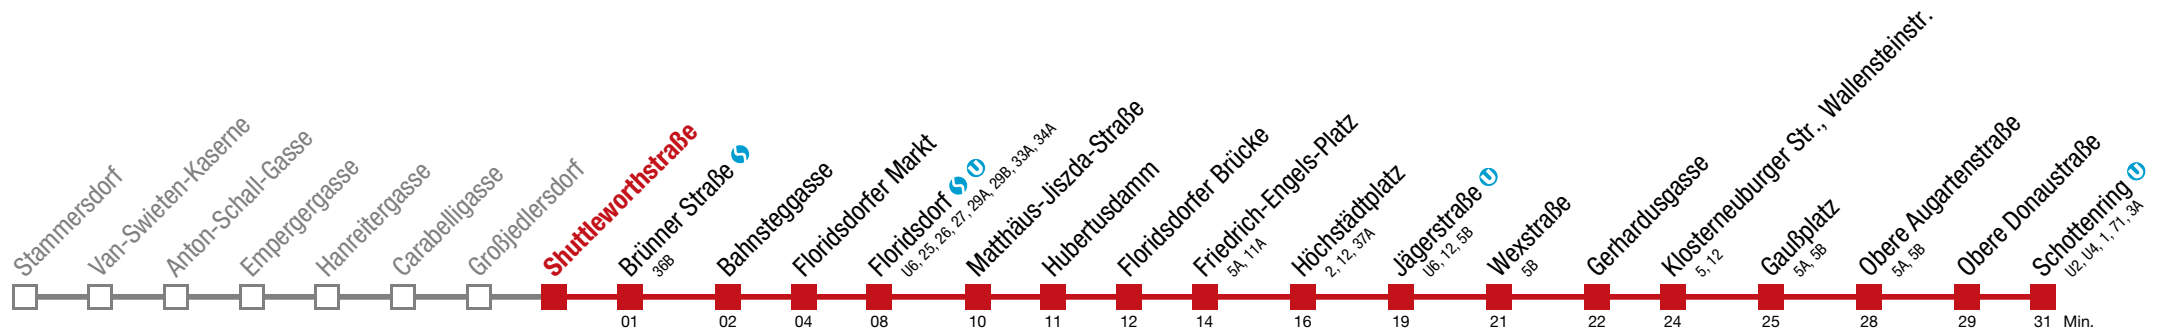 Stammersdorf
Van-Swieten-Kaserne
Anton-Schall-Gasse
Empergergasse
Hanreitergasse
Carabelligasse
Großjedlersdorf
Shuttleworthstraße
Brünner Straße
36B
Bahnsteggasse
Floridsdorfer Markt
Floridsdorf
U6, 25, 26, 27, 29A, 29B, 33A, 34A
Matthäus-Jiszda-Straße
Hubertusdamm
Floridsdorfer Brücke
Friedrich-Engels-Platz
5A, 11A
Höchstädtplatz
2, 12, 37A
Jägerstraße
U6, 12, 5B
Wexstraße
5B
Gerhardusgasse
Klosterneuburger Str., Wallensteinstr.
5, 12
Gaußplatz
5A, 5B
Obere Augartenstraße
5A, 5B
Obere Donaustraße
Schottenring
U2, U4, 1, 71, 3A
01 02 04 08 10 11 12 14 16 19 21 22 24 25 28 29 31 Min.